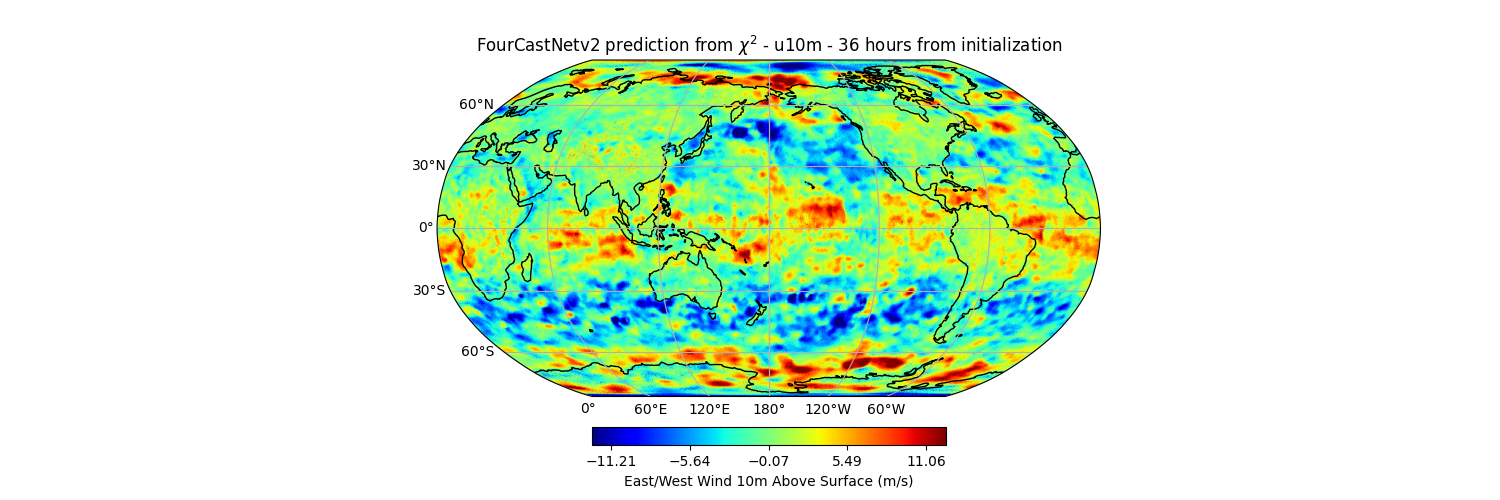 FourCastNetv2 prediction from χ² - u10m - 36 hours from initialization
60°N
30°N
0°
30°S
60°S
0° 60°E 120°E 180° 120°W 60°W
−11.21 −5.64 −0.07 5.49 11.06
East/West Wind 10m Above Surface (m/s)